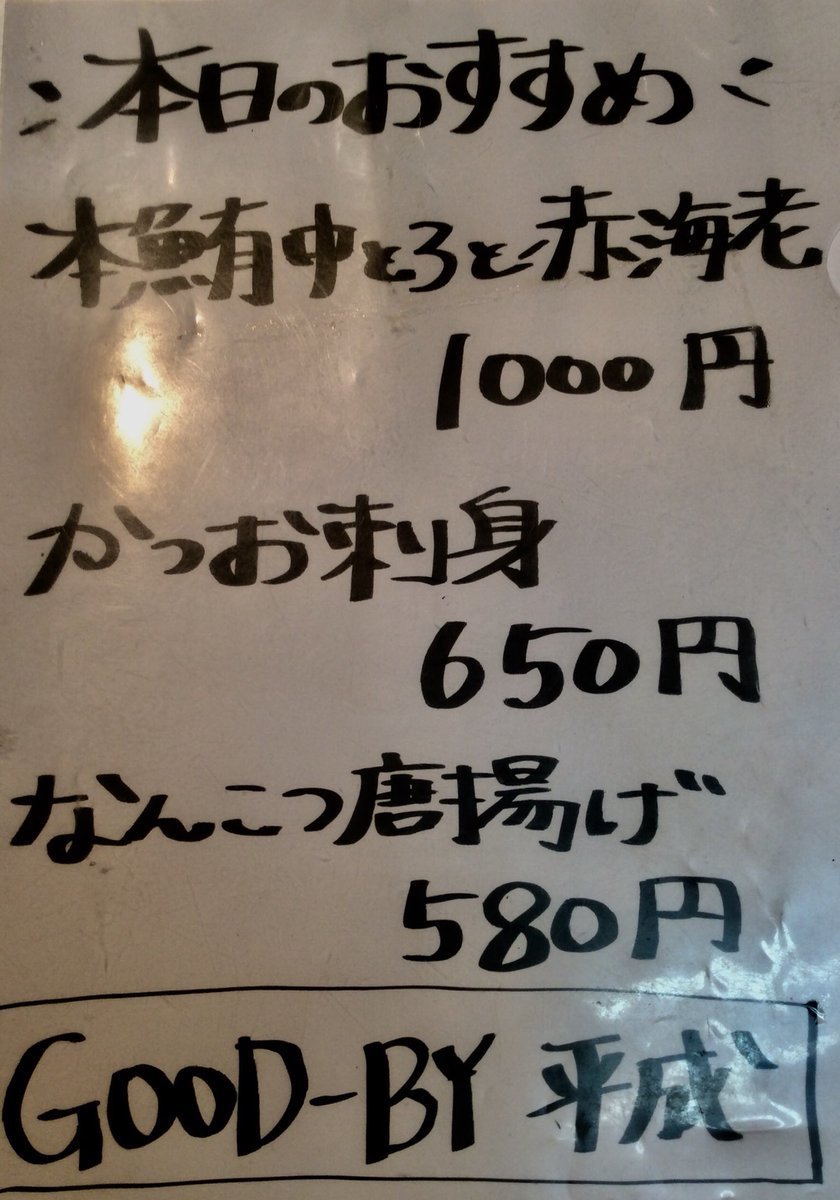 本日のおすすめ
本鮪中とろと赤海老
1000円
かつお刺身
650円
なんこつ唐揚げ
580円
GOOD-BY 平成